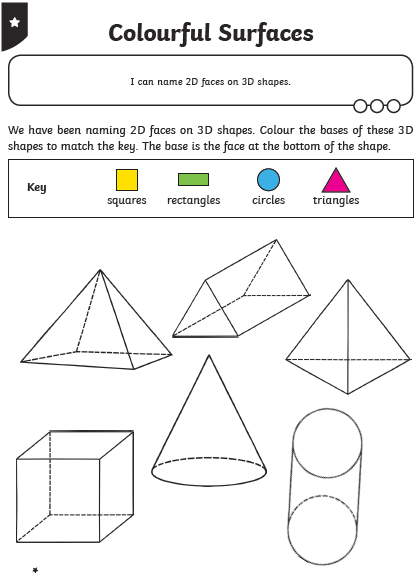 Colourful Surfaces
I can name 2D faces on 3D shapes.
We have been naming 2D faces on 3D shapes. Colour the bases of these 3D
shapes to match the key. The base is the face at the bottom of the shape.
Key
squares rectangles circles triangles